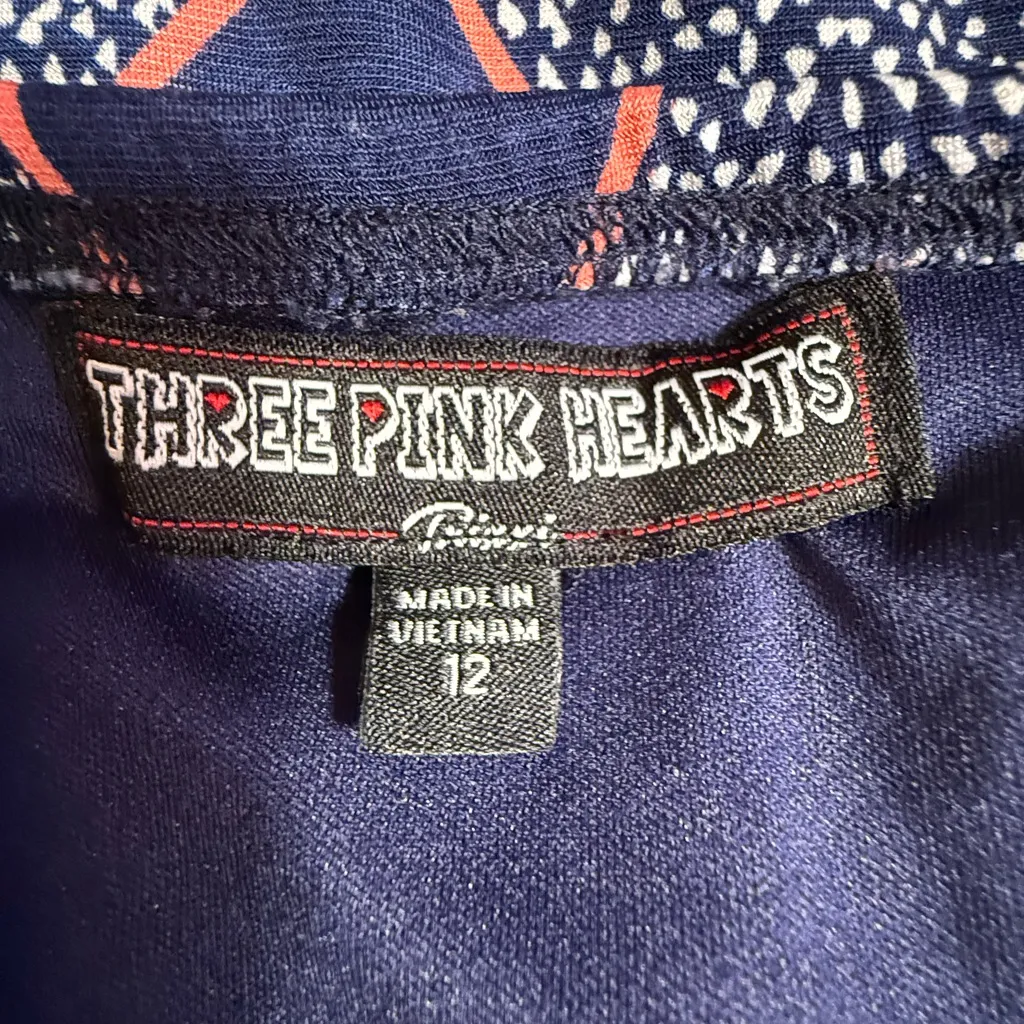 THREE PINK HEARTS
MADE IN
VIETNAM
12